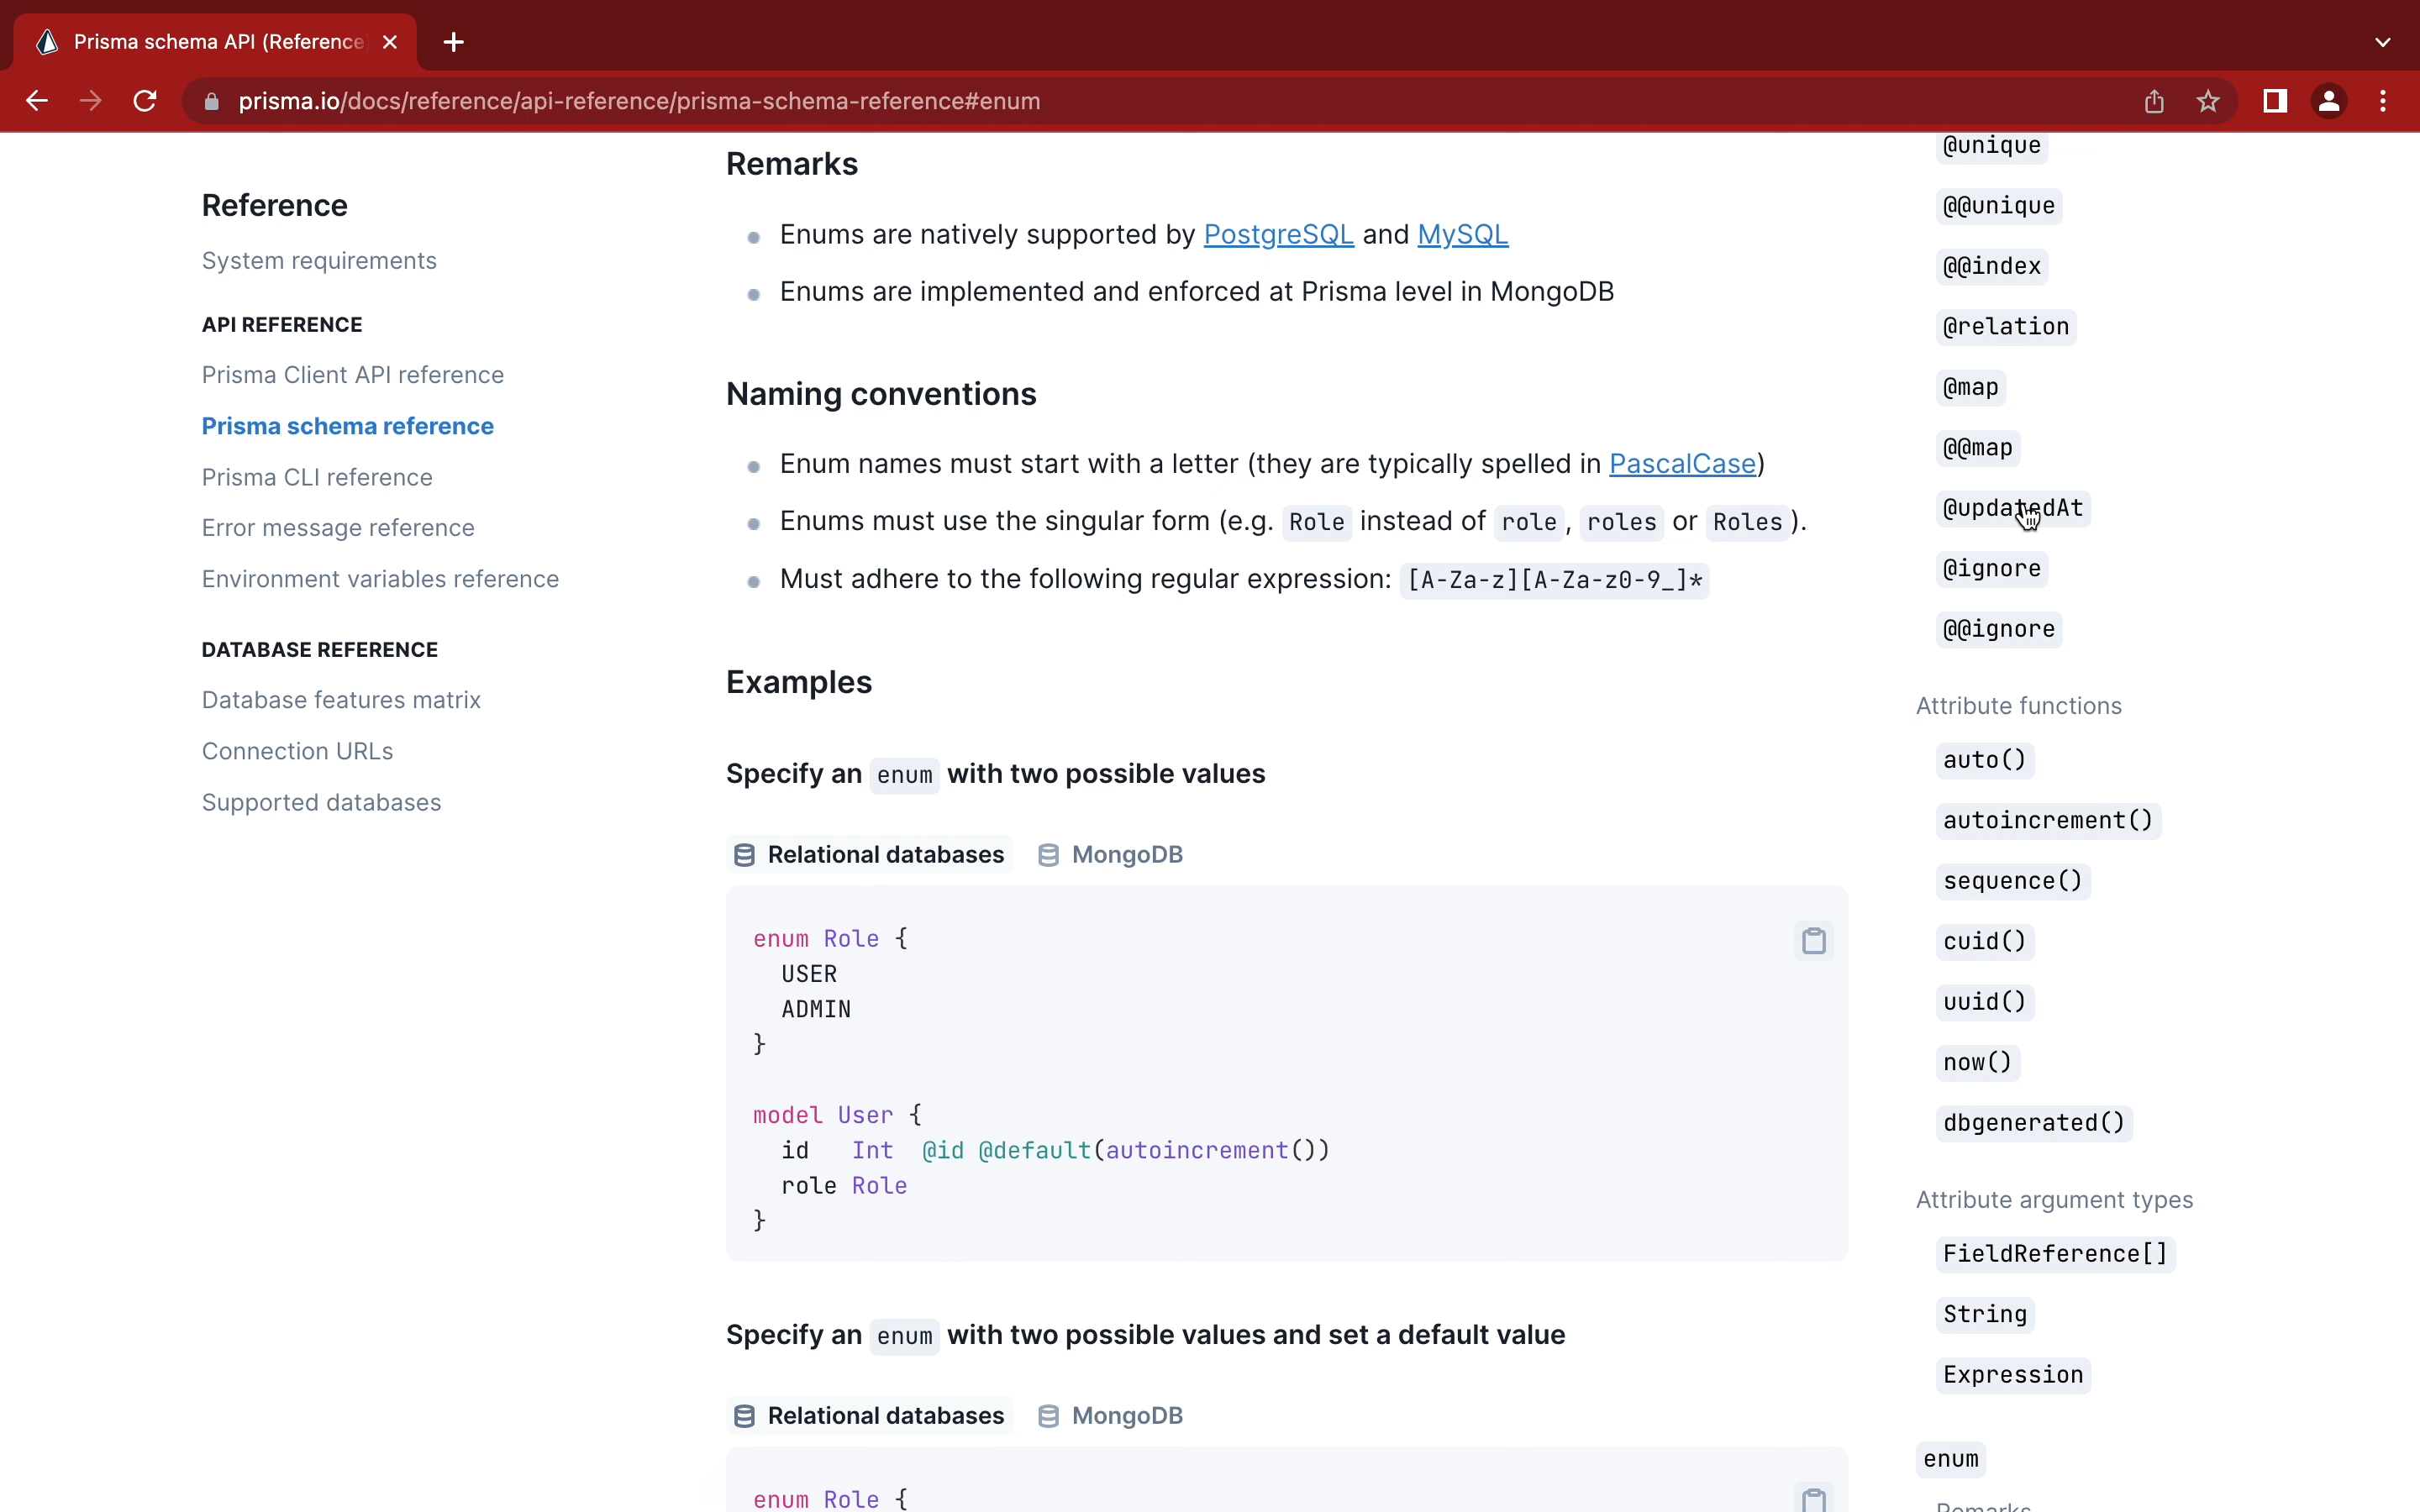 Prisma schema API (Reference
prisma.io/docs/reference/api-reference/prisma-schema-reference#enum
Reference
System requirements
API REFERENCE
Prisma Client API reference
Prisma schema reference
Prisma CLI reference
Error message reference
Environment variables reference
DATABASE REFERENCE
Database features matrix
Connection URLs
Supported databases
Remarks
Enums are natively supported by PostgreSQL and MySQL
Enums are implemented and enforced at Prisma level in MongoDB
Naming conventions
Enum names must start with a letter (they are typically spelled in PascalCase)
Enums must use the singular form (e.g. Role instead of role, roles or Roles).
Must adhere to the following regular expression: [A-Za-z][A-Za-z0-9_]*
Examples
Specify an enum with two possible values
Relational databases MongoDB
enum Role {
USER
ADMIN
}
model User {
id Int @id @default(autoincrement())
role Role
}
Specify an enum with two possible values and set a default value
Relational databases MongoDB
enum Role {
@unique
@@unique
@@index
@relation
@map
@@map
@updatedAt
@ignore
@@ignore
Attribute functions
auto()
autoincrement()
sequence()
cuid()
uuid()
now()
dbgenerated()
Attribute argument types
FieldReference[]
String
Expression
enum
Remarks